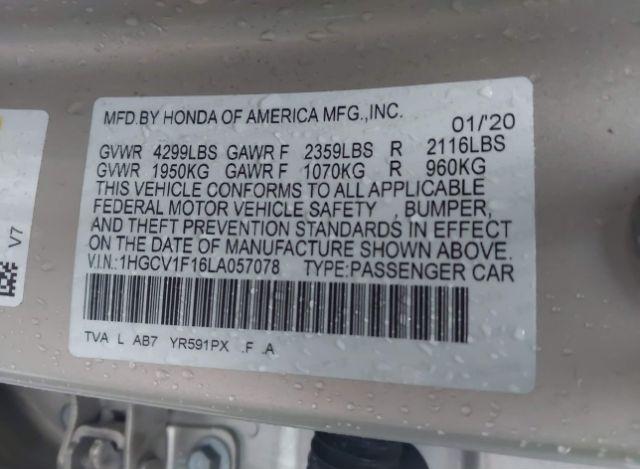 MFD.BY HONDA OF AMERICA MFG.,INC.
01/'20
GVWR 4299LBS GAWR F 2359LBS R 2116LBS
GVWR 1950KG GAWR F 1070KG R 960KG
THIS VEHICLE CONFORMS TO ALL APPLICABLE
FEDERAL MOTOR VEHICLE SAFETY , BUMPER,
AND THEFT PREVENTION STANDARDS IN EFFECT
ON THE DATE OF MANUFACTURE SHOWN ABOVE.
V.I.N.:1HGCV1F16LA057078 TYPE:PASSENGER CAR
TVA L AB7 YR591PX .F .A
V7